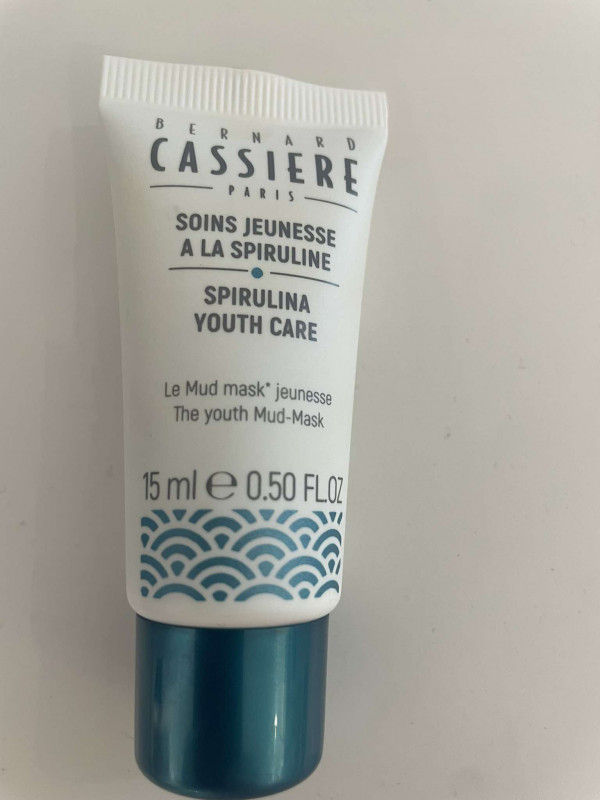 BERNARD
CASSIERE
PARIS
SOINS JEUNESSE
A LA SPIRULINE
SPIRULINA
YOUTH CARE
Le Mud mask* jeunesse
The youth Mud-Mask
15 ml ℮ 0.50 FL.OZ